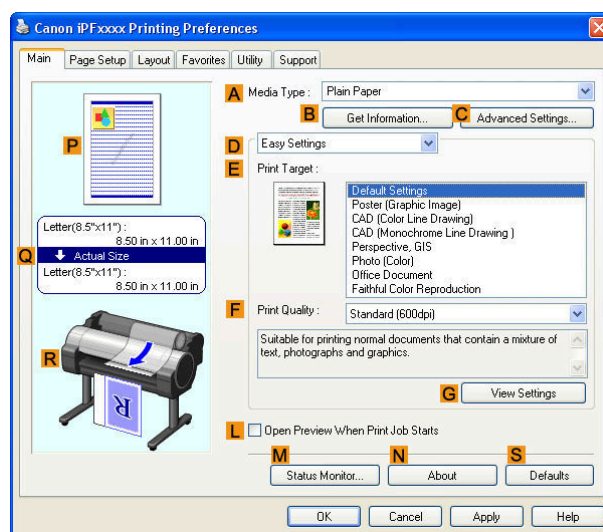 Canon iPFxxxx Printing Preferences
Main Page Setup Layout Favorites Utility Support
A Media Type : Plain Paper
B Get Information... C Advanced Settings...
D Easy Settings
E Print Target :
Default Settings
Poster (Graphic Image)
CAD (Color Line Drawing)
CAD (Monochrome Line Drawing )
Perspective, GIS
Photo (Color)
Office Document
Faithful Color Reproduction
F Print Quality : Standard (600dpi)
Suitable for printing normal documents that contain a mixture of
text, photographs and graphics.
G View Settings
L Open Preview When Print Job Starts
M N S
Status Monitor... About Defaults
P
Letter(8.5"x11") :
8.50 in x 11.00 in
Q Actual Size
Letter(8.5"x11") :
8.50 in x 11.00 in
R
R
OK Cancel Apply Help